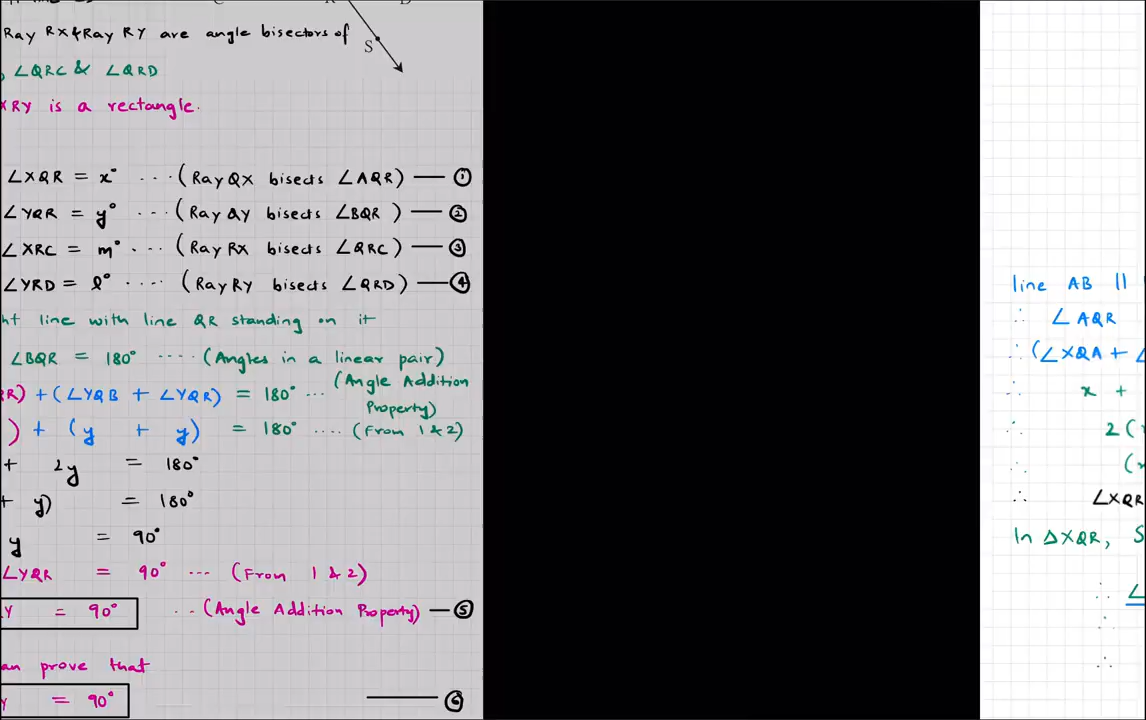 Ray RX & Ray RY are angle bisectors of
S
, ∠QRC & ∠QRD
XRY is a rectangle.
∠XQR = x° ... (Ray QX bisects ∠AQR) — ①
∠YQR = y° ... (Ray QY bisects ∠BQR) — ②
∠XRC = m° ... (Ray RX bisects ∠QRC) — ③
∠YRD = l° .... (Ray RY bisects ∠QRD) — ④
ht line with line QR standing on it
∠BQR = 180° .... (Angles in a linear pair)
QR) + (∠YQB + ∠YQR) = 180° ... (Angle Addition Property)
) + (y + y) = 180° .... (From 1 & 2)
+ 2y = 180°
+ y) = 180°
y = 90°
∠YQR = 90° ... (From 1 & 2)
Y = 90° .. (Angle Addition Property) — ⑤
an prove that
Y = 90° — ⑥
line AB ||
∴ ∠AQR
∴ (∠XQA + ∠
∴ x +
∴ 2(
∴ (
∴ ∠XQR
In ΔXQR, S
∴ ∠
∴
∴